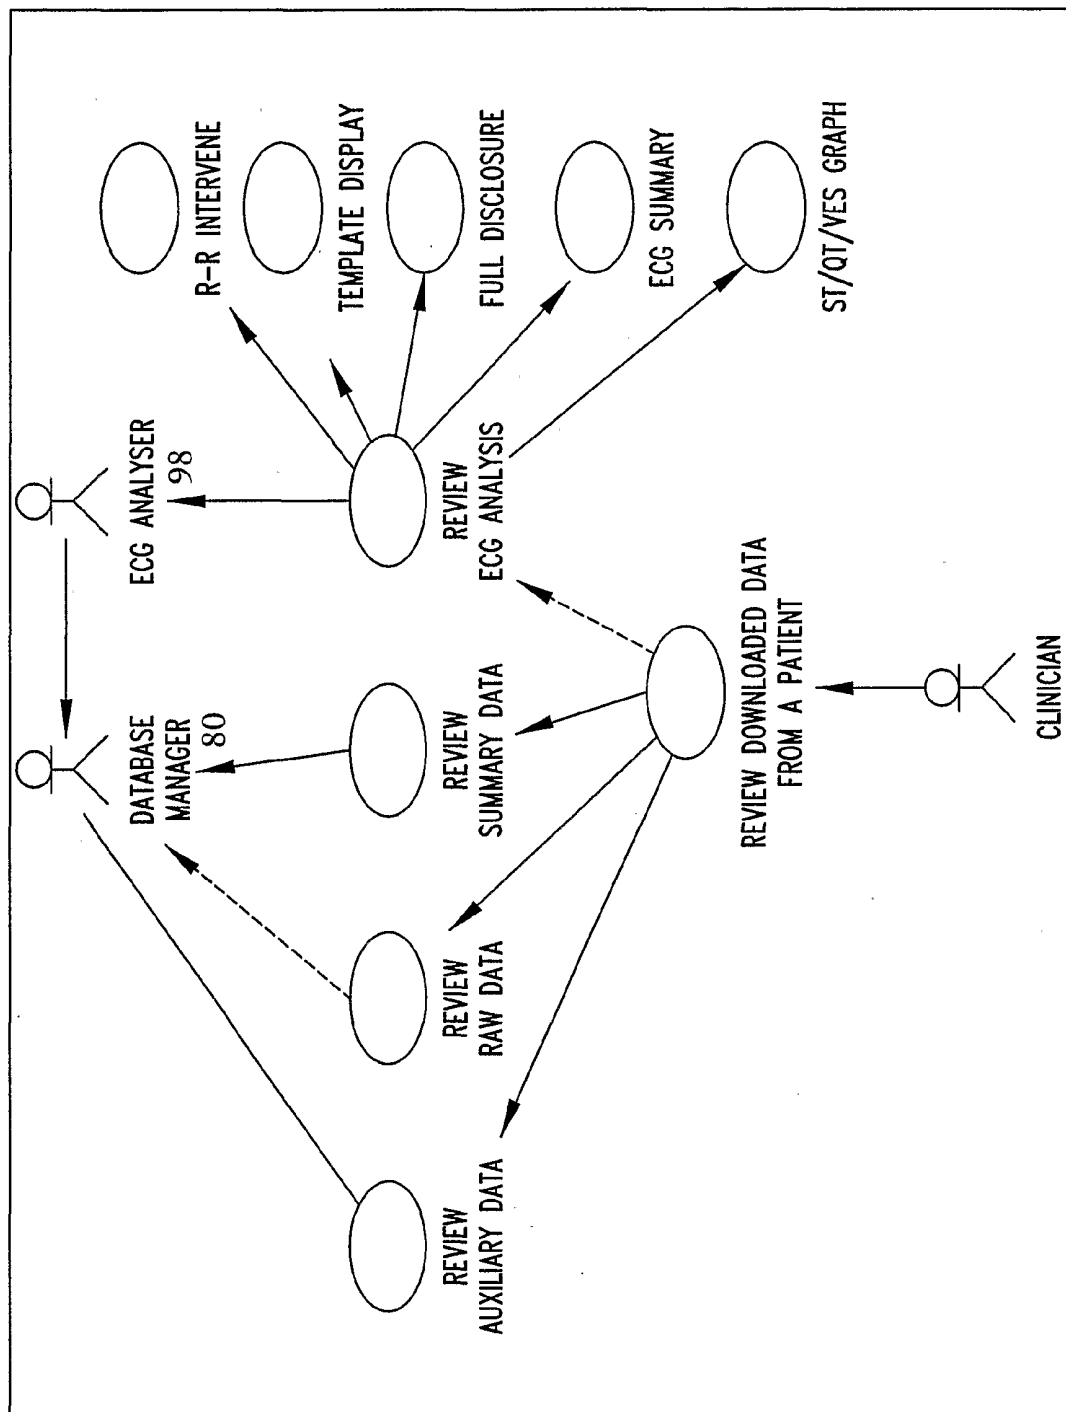 R-R INTERVENE
TEMPLATE DISPLAY
FULL DISCLOSURE
ECG SUMMARY
ST/QT/VES GRAPH
ECG ANALYSER
98
REVIEW
ECG ANALYSIS
DATABASE
MANAGER
80
REVIEW
SUMMARY DATA
REVIEW
RAW DATA
REVIEW
AUXILIARY DATA
REVIEW DOWNLOADED DATA
FROM A PATIENT
CLINICIAN